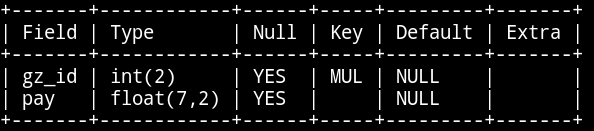 +-------+------------+------+-----+---------+-------+
| Field | Type       | Null | Key | Default | Extra |
+-------+------------+------+-----+---------+-------+
| gz_id | int(2)     | YES  | MUL | NULL    |       |
| pay   | float(7,2) | YES  |     | NULL    |       |
+-------+------------+------+-----+---------+-------+